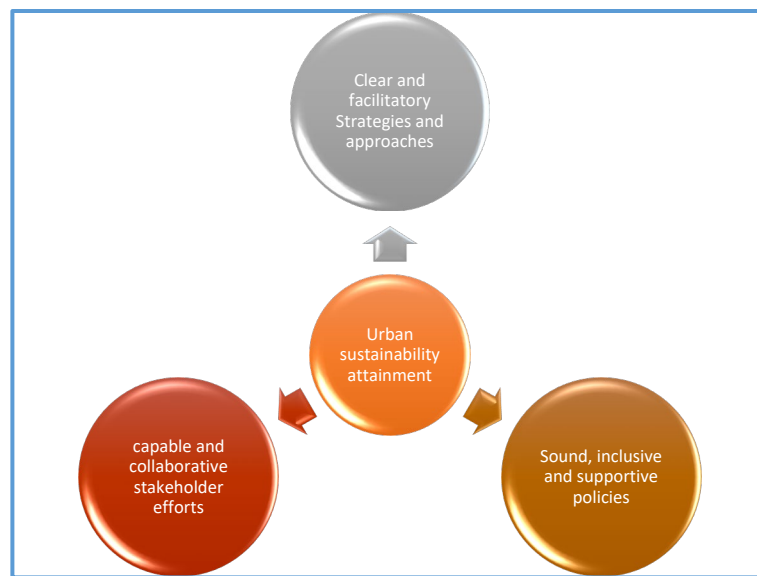 Clear and
facilitatory
Strategies and
approaches
Urban
sustainability
attainment
capable and
collaborative
stakeholder
efforts
Sound, inclusive
and supportive
policies